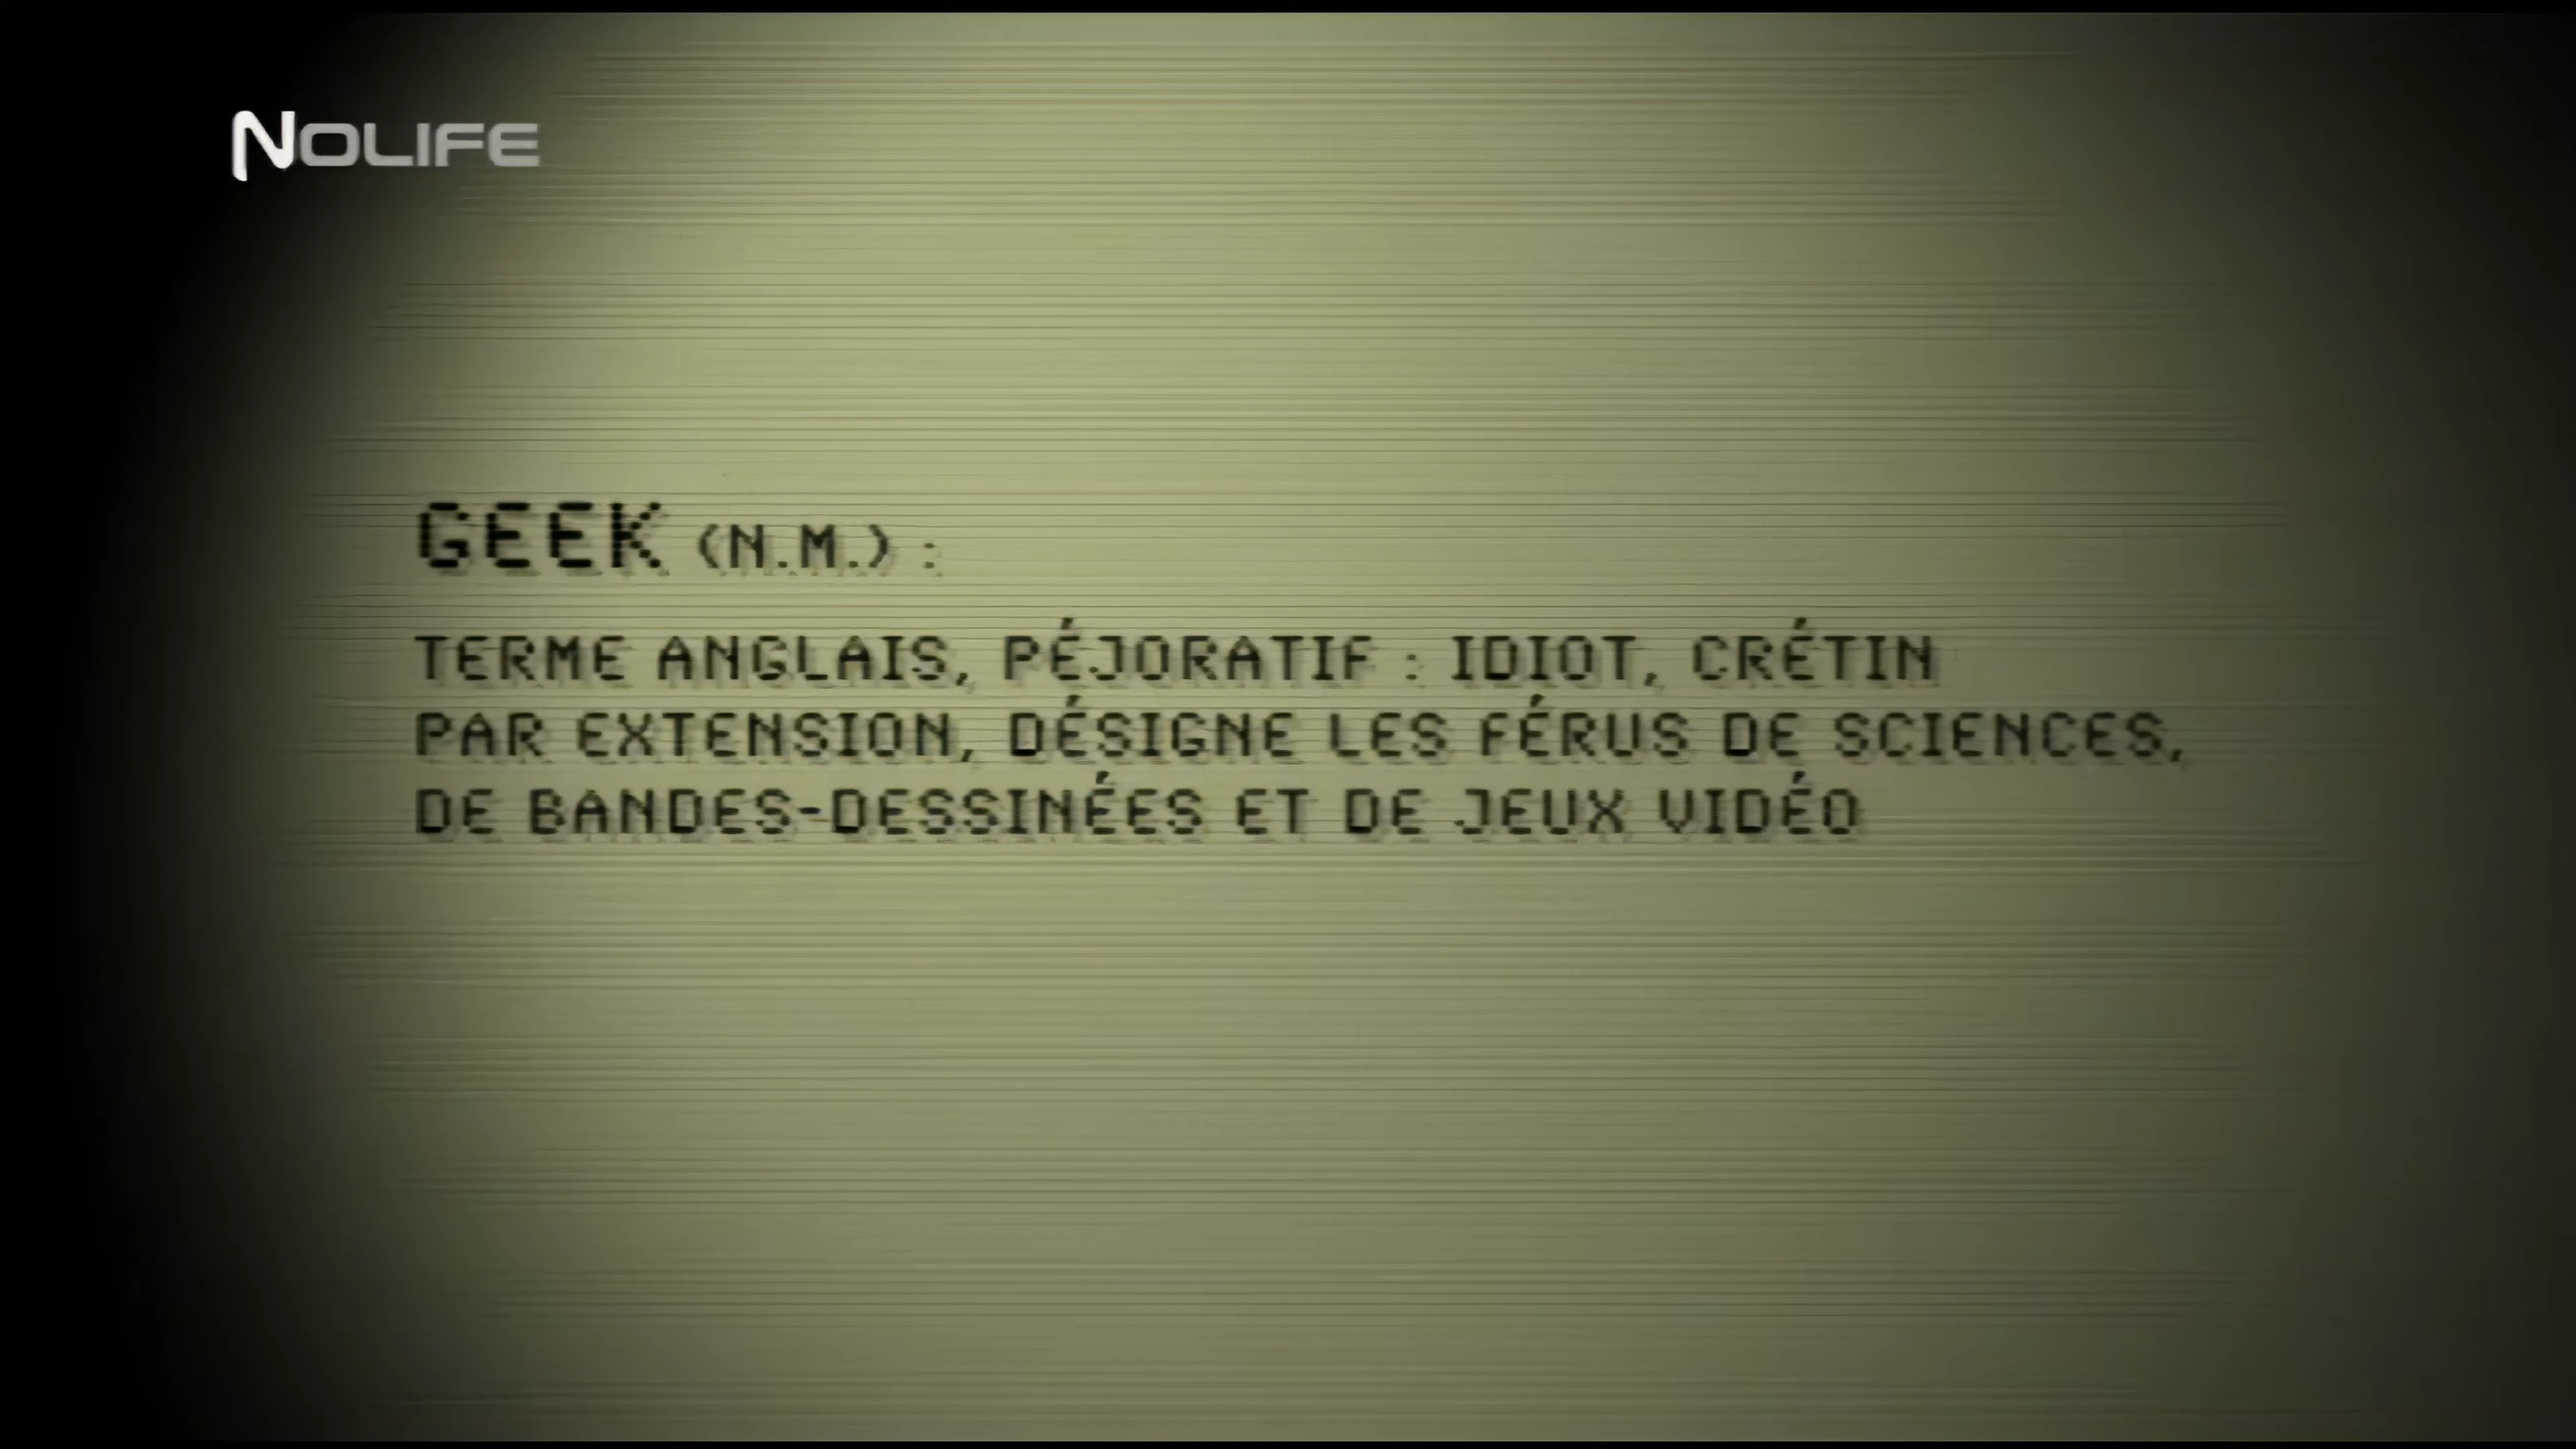 NOLIFE
GEEK (N.M.) :
TERME ANGLAIS, PÉJORATIF : IDIOT, CRÉTIN
PAR EXTENSION, DÉSIGNE LES FÉRUS DE SCIENCES,
DE BANDES-DESSINÉES ET DE JEUX VIDÉO